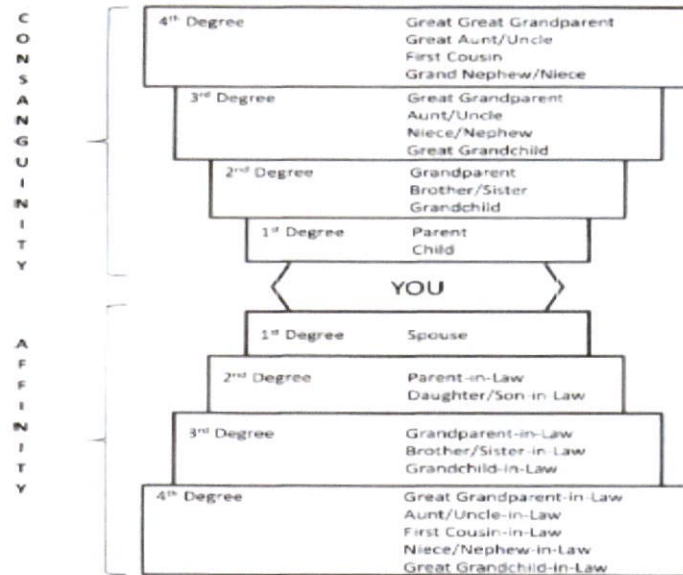 CONSANGUINITY
4th Degree Great Great Grandparent
Great Aunt/Uncle
First Cousin
Grand Nephew/Niece
3rd Degree Great Grandparent
Aunt/Uncle
Niece/Nephew
Great Grandchild
2nd Degree Grandparent
Brother/Sister
Grandchild
1st Degree Parent
Child
YOU
AFFINITY
1st Degree Spouse
2nd Degree Parent-in-Law
Daughter/Son-in Law
3rd Degree Grandparent-in-Law
Brother/Sister-in-Law
Grandchild-in-Law
4th Degree Great Grandparent-in-Law
Aunt/Uncle-in-Law
First Cousin-in-Law
Niece/Nephew-in-Law
Great Grandchild-in-Law